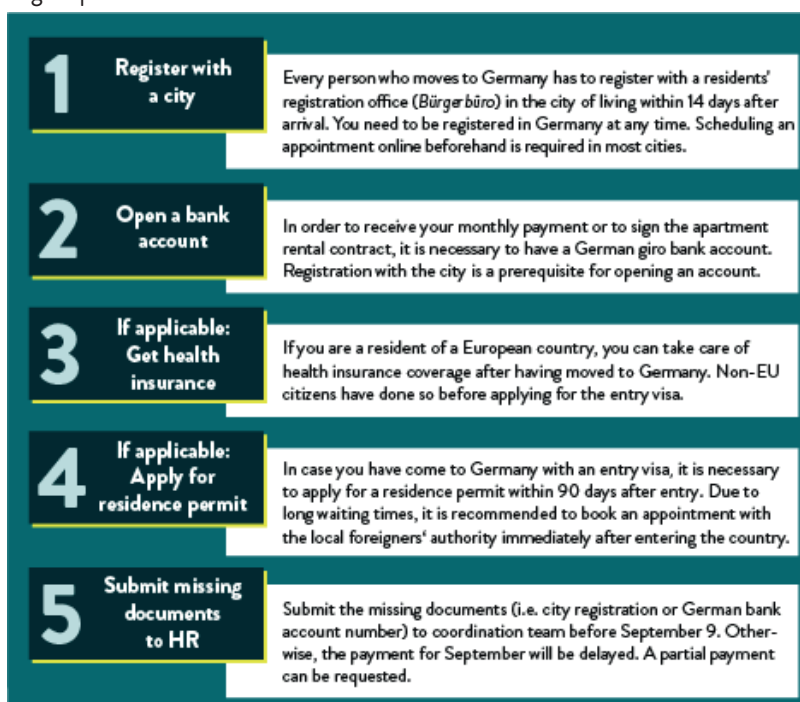 1
Register with
a city
Every person who moves to Germany has to register with a residents'
registration office (Bürgerbüro) in the city of living within 14 days after
arrival. You need to be registered in Germany at any time. Scheduling an
appointment online beforehand is required in most cities.
2
Open a bank
account
In order to receive your monthly payment or to sign the apartment
rental contract, it is necessary to have a German giro bank account.
Registration with the city is a prerequisite for opening an account.
3
If applicable:
Get health
insurance
If you are a resident of a European country, you can take care of
health insurance coverage after having moved to Germany. Non-EU
citizens have done so before applying for the entry visa.
4
If applicable:
Apply for
residence permit
In case you have come to Germany with an entry visa, it is necessary
to apply for a residence permit within 90 days after entry. Due to
long waiting times, it is recommended to book an appointment with
the local foreigners‘ authority immediately after entering the country.
5
Submit missing
documents
to HR
Submit the missing documents (i.e. city registration or German bank
account number) to coordination team before September 9. Other-
wise, the payment for September will be delayed. A partial payment
can be requested.